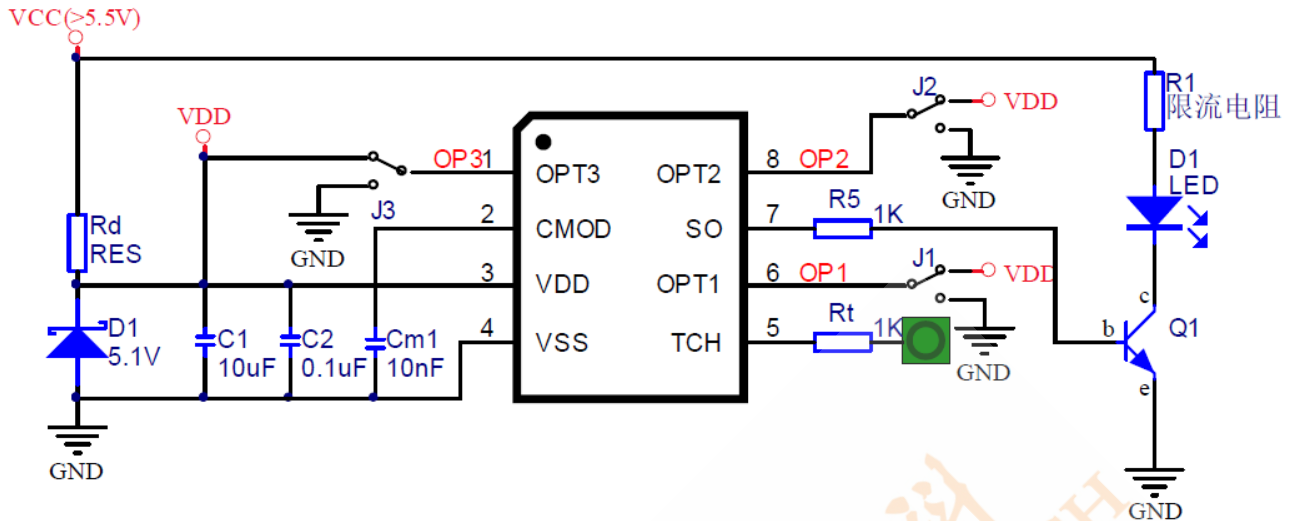 VCC(>5.5V)
R1
限流电阻
J2
VDD
VDD
OP3 1
OPT3
OPT2
8 OP2
GND
D1
LED
J3
GND
2
CMOD
SO
7
R5
1K
Rd
RES
3
VDD
OPT1
6 OP1
J1
VDD
D1
5.1V
C1
10uF
C2
0.1uF
Cm1
10nF
4
VSS
TCH
5
Rt
1K
GND
c
b
Q1
e
GND
GND
科
TCH